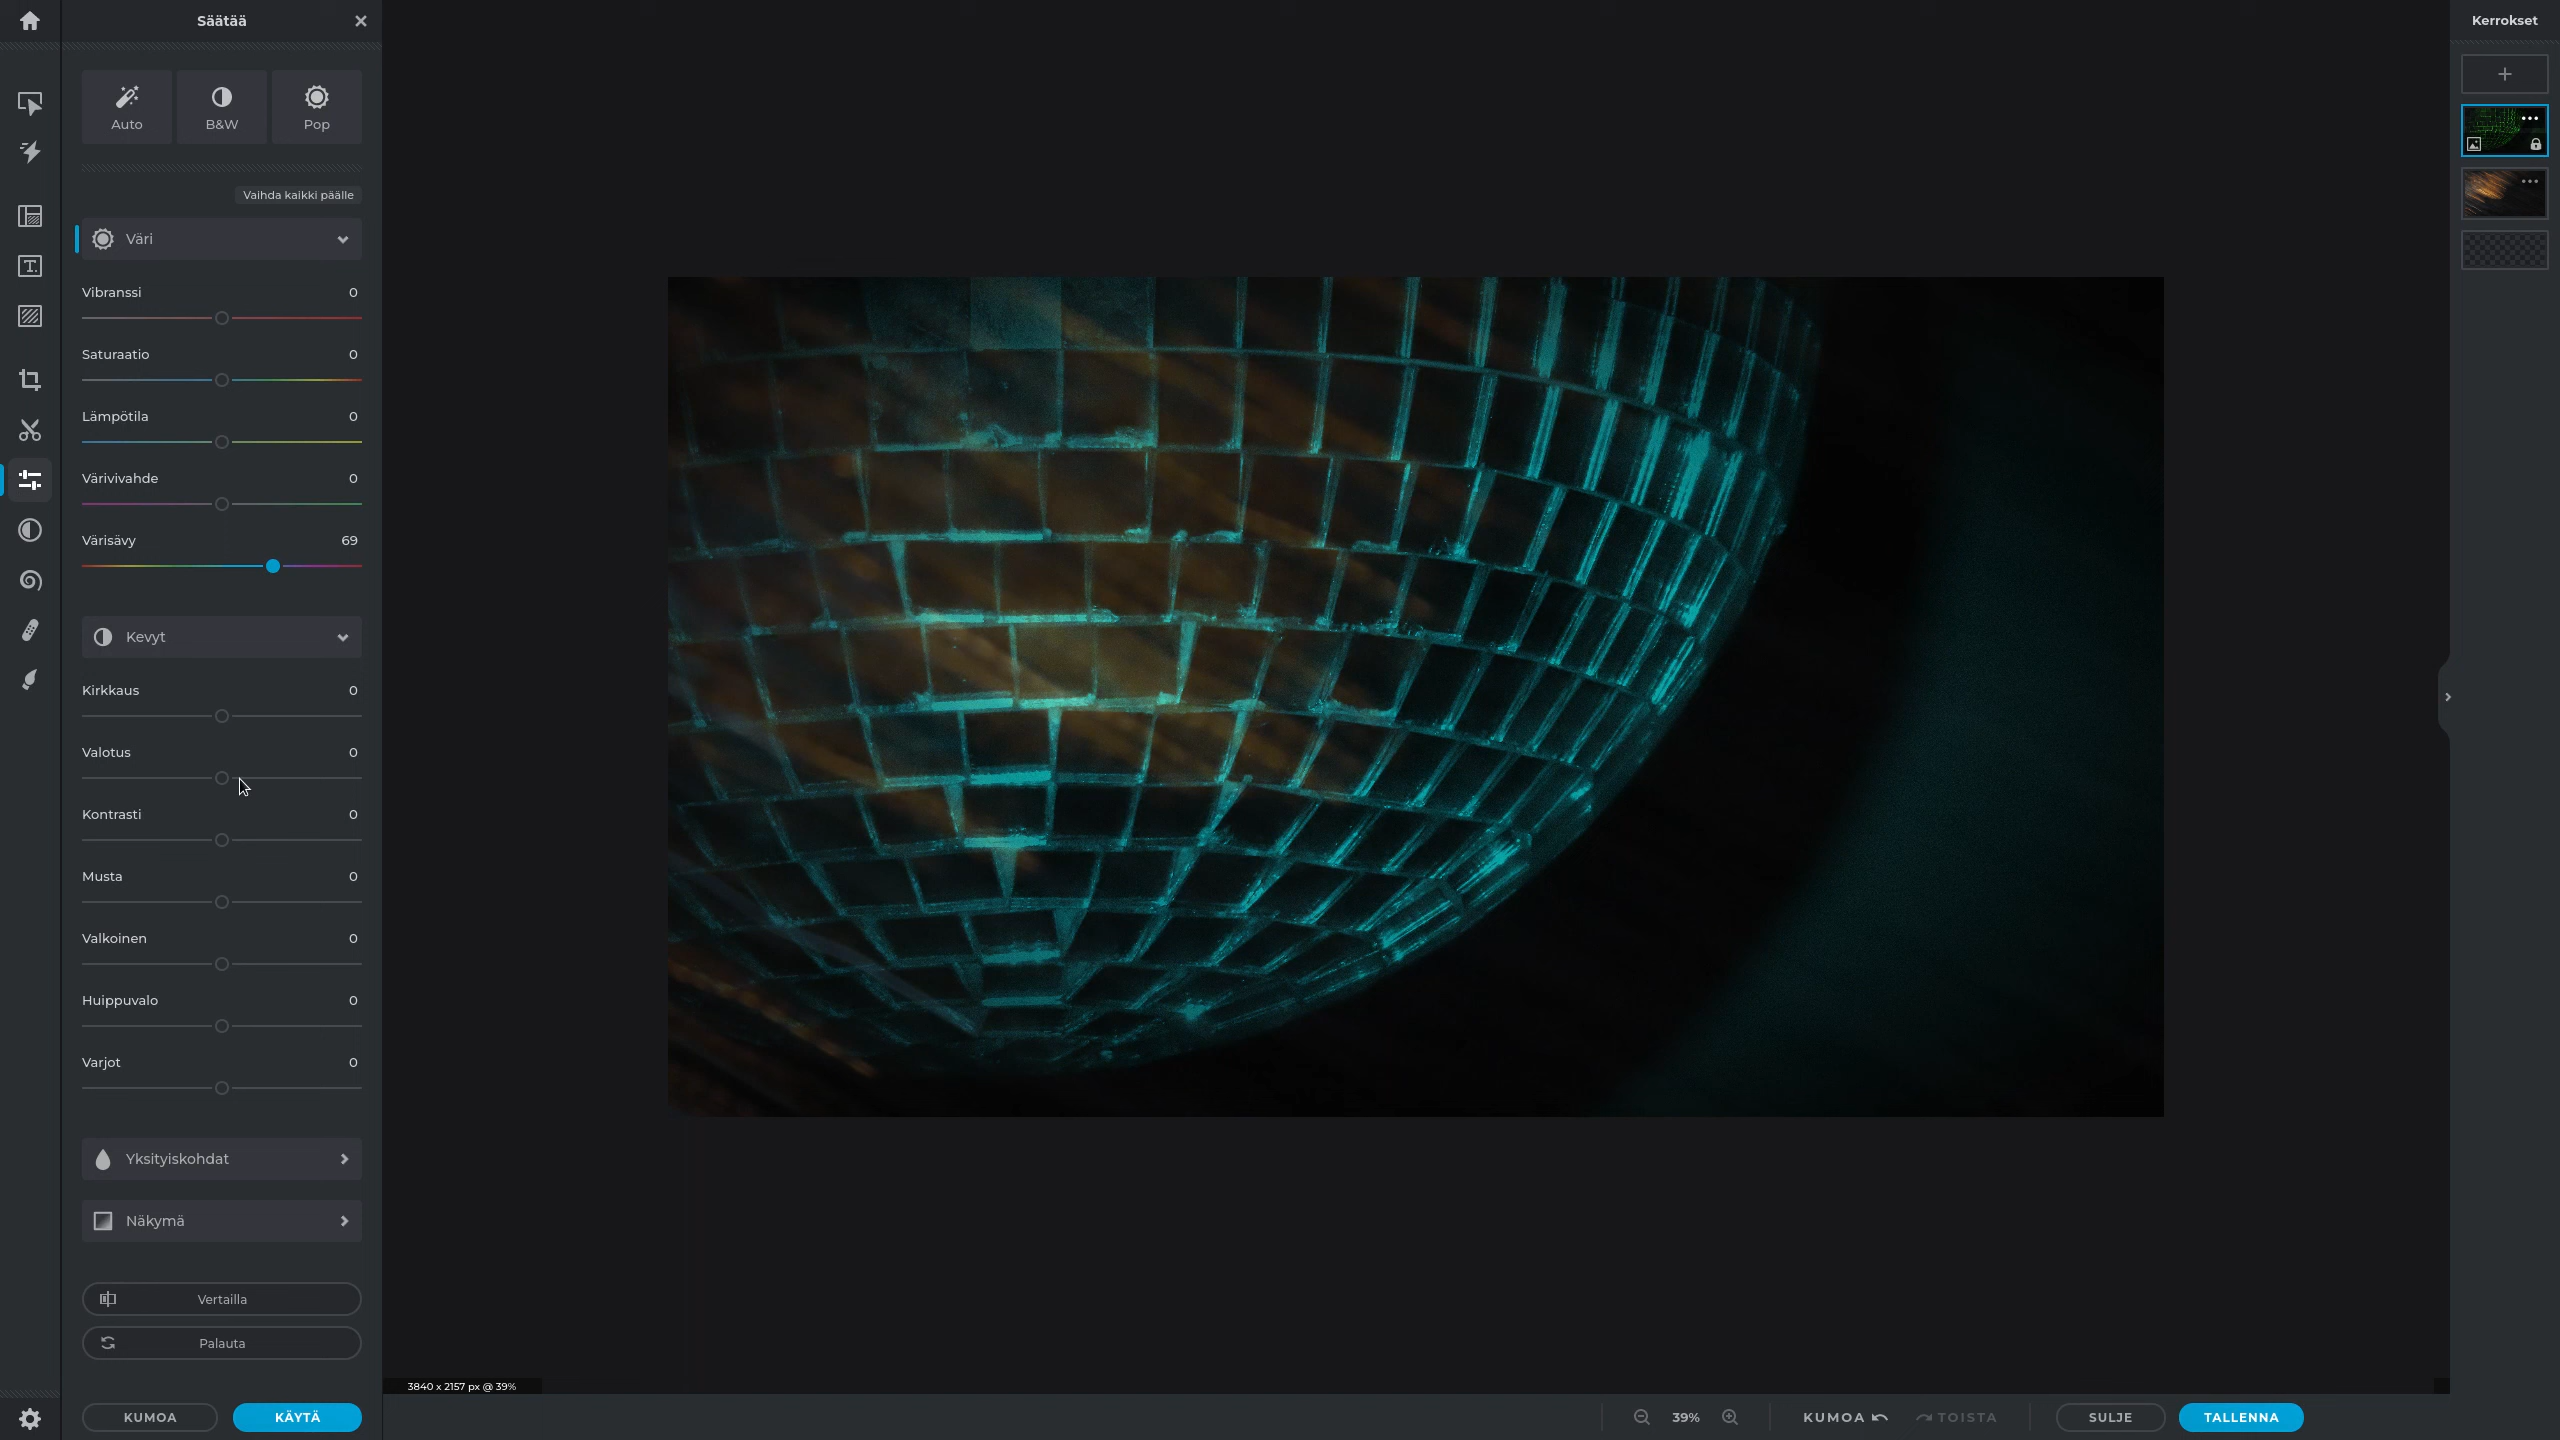 Säätää
Kerrokset
Auto
B&W
Pop
Vaihda kaikki päälle
Väri
Vibranssi 0
Saturaatio 0
Lämpötila 0
Värivivahde 0
Värisävy 69
Kevyt
Kirkkaus 0
Valotus 0
Kontrasti 0
Musta 0
Valkoinen 0
Huippuvalo 0
Varjot 0
Yksityiskohdat
Näkymä
Vertailla
Palauta
KUMOA
KÄYTÄ
3840 x 2157 px @ 39%
39%
KUMOA
TOISTA
SULJE
TALLENNA